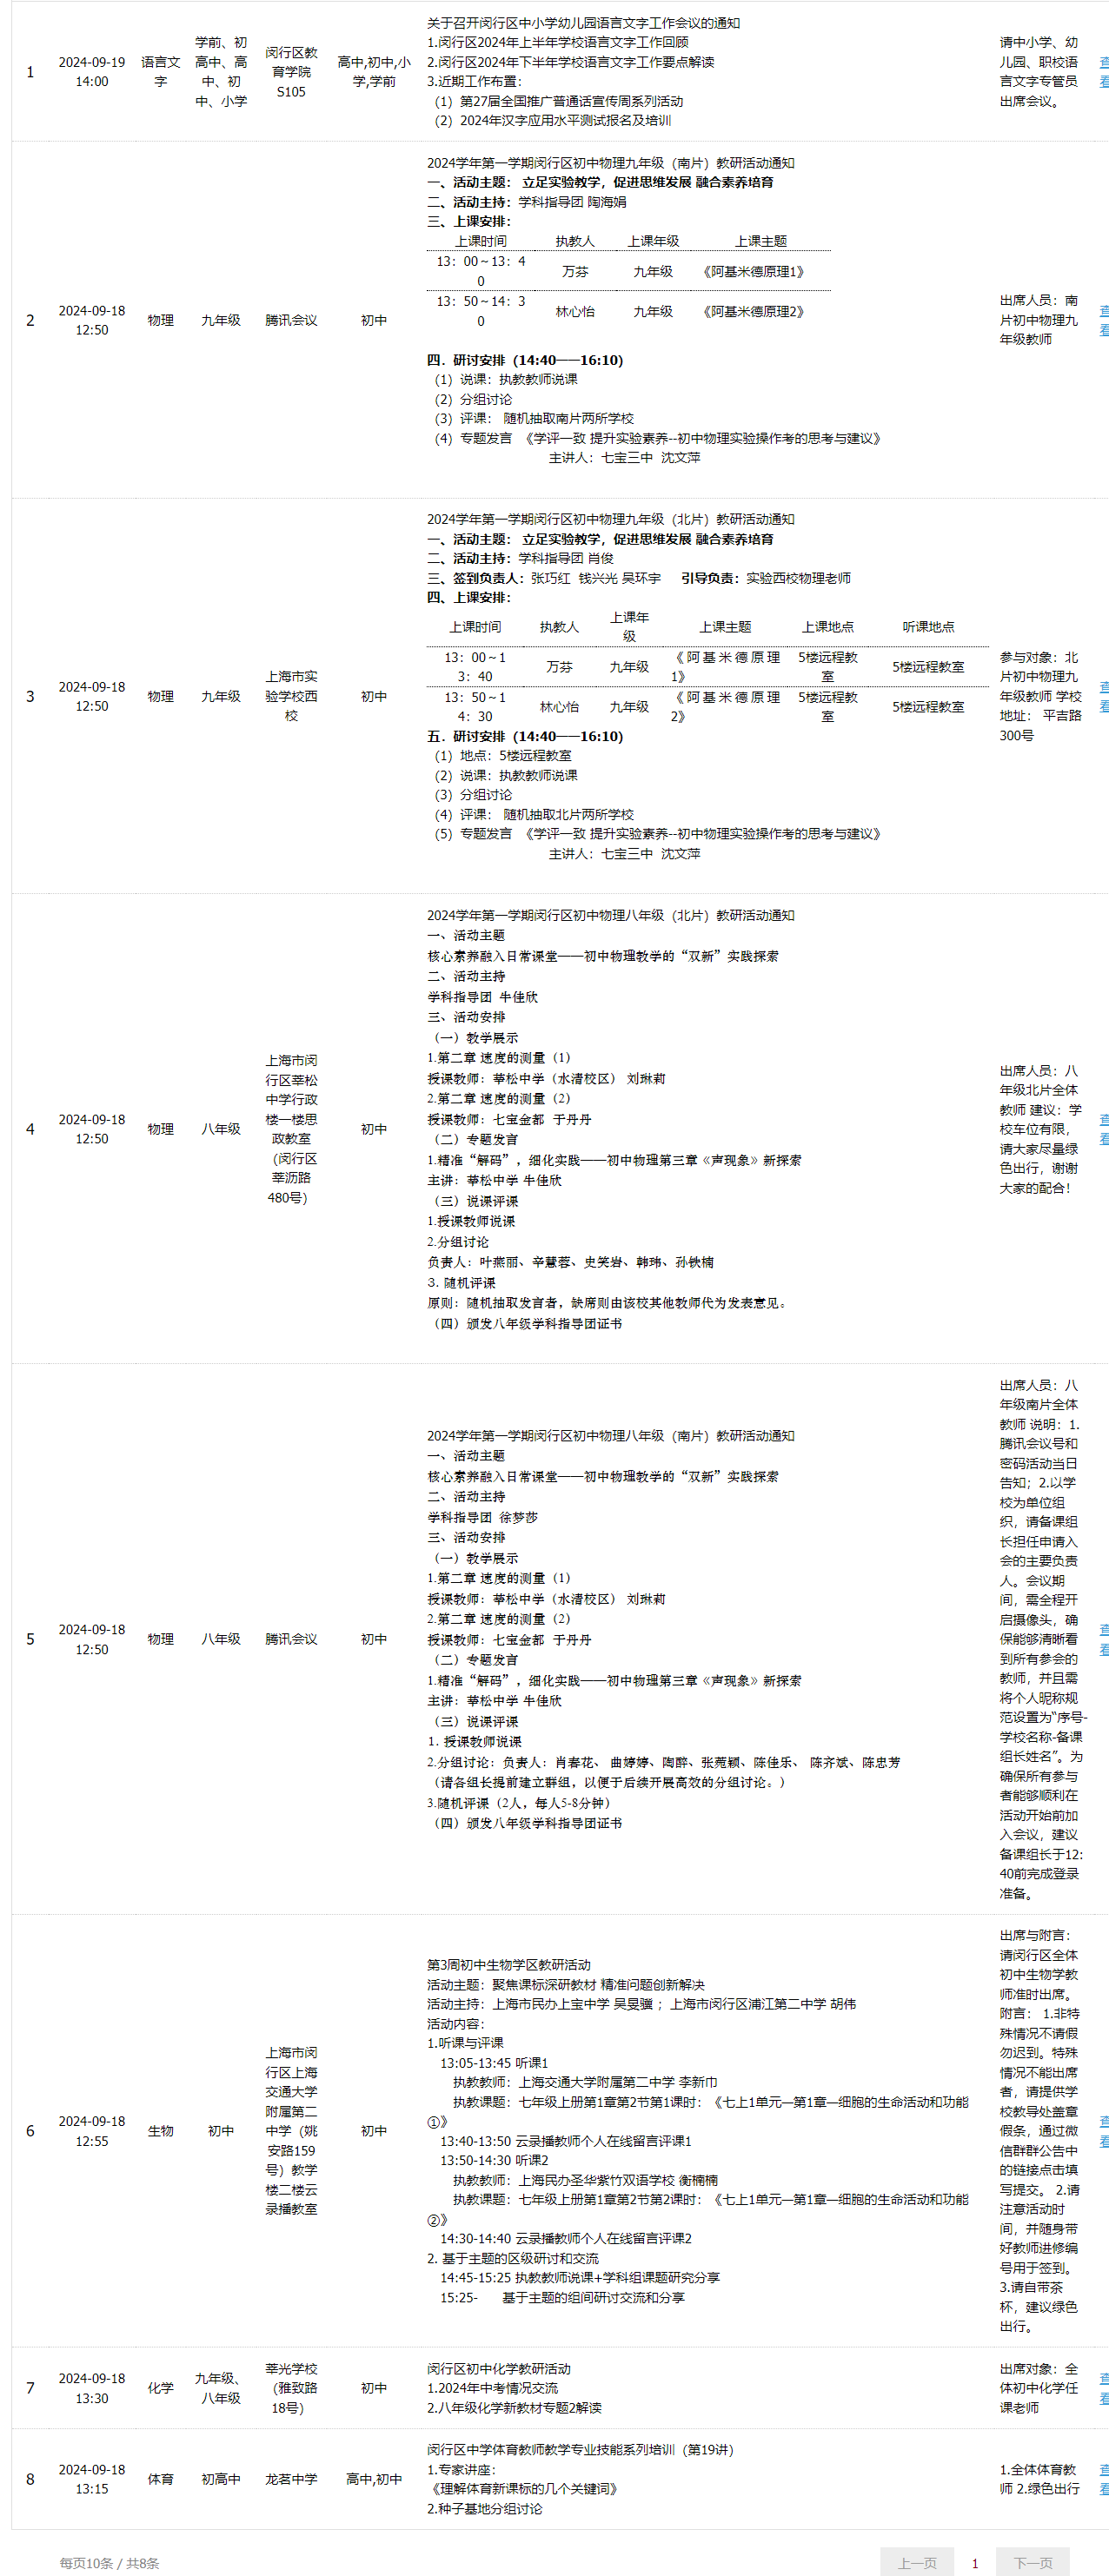 1
2024-09-19
14:00
语言文
字
学前、初
高中、高
中、初
中、小学
闵行区教
育学院
S105
高中,初中,小
学,学前
关于召开闵行区中小学幼儿园语言文字工作会议的通知
1.闵行区2024年上半年学校语言文字工作回顾
2.闵行区2024年下半年学校语言文字工作要点解读
3.近期工作布置：
（1）第27届全国推广普通话宣传周系列活动
（2）2024年汉字应用水平测试报名及培训
请中小学、幼
儿园、职校语
言文字专管员
出席会议。
查
看
2
2024-09-18
12:50
物理
九年级
腾讯会议
初中
2024学年第一学期闵行区初中物理九年级（南片）教研活动通知
一、活动主题： 立足实验教学，促进思维发展 融合素养培育
二、活动主持：学科指导团 陶海娟
三、上课安排：
上课时间 执教人 上课年级 上课主题
13：00～13：4
0
万芬 九年级 《阿基米德原理1》
13：50～14：3
0
林心怡 九年级 《阿基米德原理2》
四．研讨安排（14:40——16:10）
（1）说课：执教教师说课
（2）分组讨论
（3）评课： 随机抽取南片两所学校
（4）专题发言 《学评一致 提升实验素养--初中物理实验操作考的思考与建议》
主讲人：七宝三中 沈文萍
出席人员：南
片初中物理九
年级教师
查
看
3
2024-09-18
12:50
物理
九年级
上海市实
验学校西
校
初中
2024学年第一学期闵行区初中物理九年级（北片）教研活动通知
一、活动主题： 立足实验教学，促进思维发展 融合素养培育
二、活动主持：学科指导团 肖俊
三、签到负责人：张巧红 钱兴光 吴环宇 引导负责：实验西校物理老师
四、上课安排：
上课时间 执教人 上课年
级
上课主题 上课地点 听课地点
13：00～1
3：40
万芬 九年级 《阿基米德原理
1》
5楼远程教
室
5楼远程教室
13：50～1
4：30
林心怡 九年级 《阿基米德原理
2》
5楼远程教
室
5楼远程教室
五．研讨安排（14:40——16:10）
（1）地点：5楼远程教室
（2）说课：执教教师说课
（3）分组讨论
（4）评课： 随机抽取北片两所学校
（5）专题发言 《学评一致 提升实验素养--初中物理实验操作考的思考与建议》
主讲人：七宝三中 沈文萍
参与对象：北
片初中物理九
年级教师 学校
地址： 平吉路
300号
查
看
4
2024-09-18
12:50
物理
八年级
上海市闵
行区莘松
中学行政
楼一楼思
政教室
（闵行区
莘沥路
480号）
初中
2024学年第一学期闵行区初中物理八年级（北片）教研活动通知
一、活动主题
核心素养融入日常课堂——初中物理教学的“双新”实践探索
二、活动主持
学科指导团 牛佳欣
三、活动安排
（一）教学展示
1.第二章 速度的测量（1）
授课教师：莘松中学（水清校区） 刘琳莉
2.第二章 速度的测量（2）
授课教师：七宝金都 于丹丹
（二）专题发言
1.精准“解码”，细化实践——初中物理第三章《声现象》新探索
主讲：莘松中学 牛佳欣
（三）说课评课
1.授课教师说课
2.分组讨论
负责人：叶燕丽、辛慧蓉、史笑岩、韩玮、孙铁楠
3. 随机评课
原则：随机抽取发言者，缺席则由该校其他教师代为发表意见。
（四）颁发八年级学科指导团证书
出席人员：八
年级北片全体
教师 建议：学
校车位有限，
请大家尽量绿
色出行，谢谢
大家的配合！
查
看
5
2024-09-18
12:50
物理
八年级
腾讯会议
初中
2024学年第一学期闵行区初中物理八年级（南片）教研活动通知
一、活动主题
核心素养融入日常课堂——初中物理教学的“双新”实践探索
二、活动主持
学科指导团 徐梦莎
三、活动安排
（一）教学展示
1.第二章 速度的测量（1）
授课教师：莘松中学（水清校区） 刘琳莉
2.第二章 速度的测量（2）
授课教师：七宝金都 于丹丹
（二）专题发言
1.精准“解码”，细化实践——初中物理第三章《声现象》新探索
主讲：莘松中学 牛佳欣
（三）说课评课
1. 授课教师说课
2.分组讨论：负责人：肖春花、 曲婷婷、陶醉、张菀颖、陈佳乐、 陈齐斌、陈忠芳
（请各组长提前建立群组，以便于后续开展高效的分组讨论。）
3.随机评课（2人，每人5-8分钟）
（四）颁发八年级学科指导团证书
出席人员：八
年级南片全体
教师 说明：1.
腾讯会议号和
密码活动当日
告知；2.以学
校为单位组
织，请备课组
长担任申请入
会的主要负责
人。会议期
间，需全程开
启摄像头，确
保能够清晰看
到所有参会的
教师，并且需
将个人昵称规
范设置为“序号-
学校名称-备课
组长姓名”。为
确保所有参与
者能够顺利在
活动开始前加
入会议，建议
备课组长于12:
40前完成登录
准备。
查
看
6
2024-09-18
12:55
生物
初中
上海市闵
行区上海
交通大学
附属第二
中学（姚
安路159
号）教学
楼二楼云
录播教室
初中
第3周初中生物学区教研活动
活动主题：聚焦课标深研教材 精准问题创新解决
活动主持：上海市民办上宝中学 吴旻骥；上海市闵行区浦江第二中学 胡伟
活动内容：
1.听课与评课
13:05-13:45 听课1
执教教师：上海交通大学附属第二中学 李新巾
执教课题：七年级上册第1章第2节第1课时：《七上1单元—第1章—细胞的生命活动和功能
①》
13:40-13:50 云录播教师个人在线留言评课1
13:50-14:30 听课2
执教教师：上海民办圣华紫竹双语学校 衡楠楠
执教课题：七年级上册第1章第2节第2课时：《七上1单元—第1章—细胞的生命活动和功能
②》
14:30-14:40 云录播教师个人在线留言评课2
2. 基于主题的区级研讨和交流
14:45-15:25 执教教师说课+学科组课题研究分享
15:25- 基于主题的组间研讨交流和分享
出席与附言：
请闵行区全体
初中生物学教
师准时出席。
附言： 1.非特
殊情况不请假
勿迟到。特殊
情况不能出席
者，请提供学
校教导处盖章
假条，通过微
信群群公告中
的链接点击填
写提交。 2.请
注意活动时
间，并随身带
好教师进修编
号用于签到。
3.请自带茶
杯，建议绿色
出行。
查
看
7
2024-09-18
13:30
化学
九年级、
八年级
莘光学校
（雅致路
18号）
初中
闵行区初中化学教研活动
1.2024年中考情况交流
2.八年级化学新教材专题2解读
出席对象：全
体初中化学任
课老师
查
看
8
2024-09-18
13:15
体育
初高中
龙茗中学
高中,初中
闵行区中学体育教师教学专业技能系列培训（第19讲）
1.专家讲座：
《理解体育新课标的几个关键词》
2.种子基地分组讨论
1.全体体育教
师 2.绿色出行
查
看
每页10条 / 共8条
上一页 1 下一页